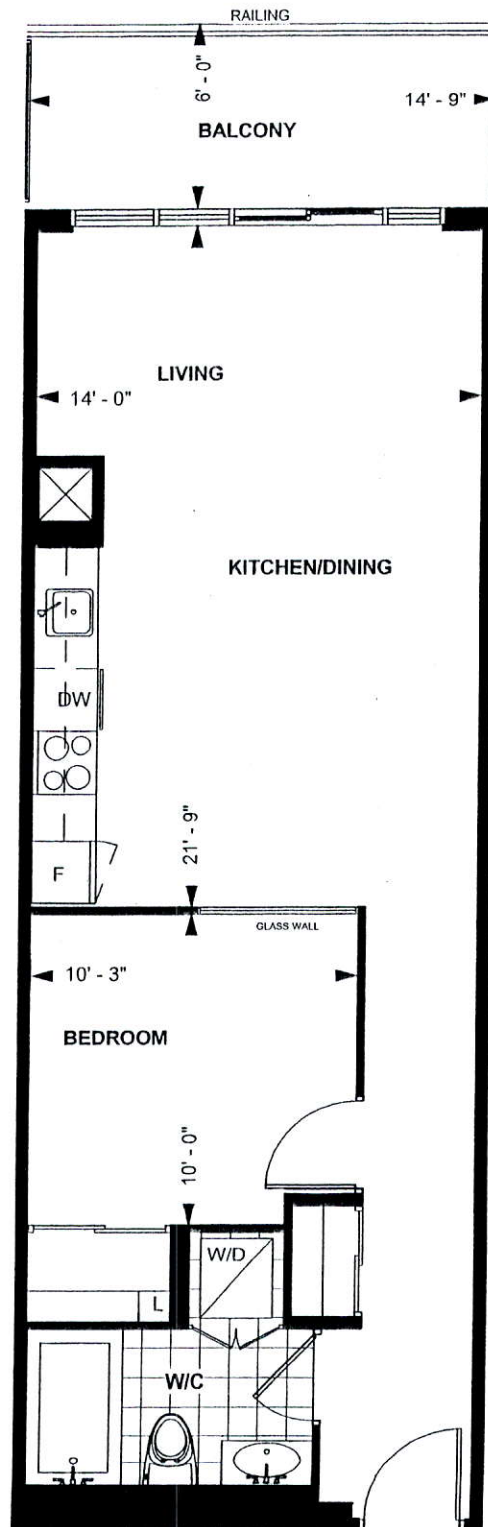 RAILING
6' - 0"
14' - 9"
BALCONY
LIVING
14' - 0"
KITCHEN/DINING
DW
21' - 9"
F
GLASS WALL
10' - 3"
BEDROOM
10' - 0"
W/D
L
W/C